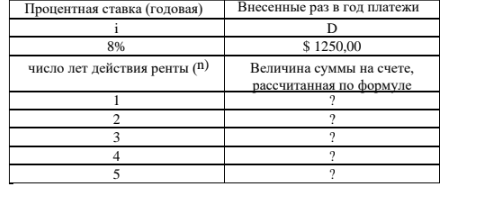 Процентная ставка (годовая) Внесенные раз в год платежи
i D
8% $ 1250,00
число лет действия ренты (n) Величина суммы на счете,
рассчитанная по формуле
1 ?
2 ?
3 ?
4 ?
5 ?